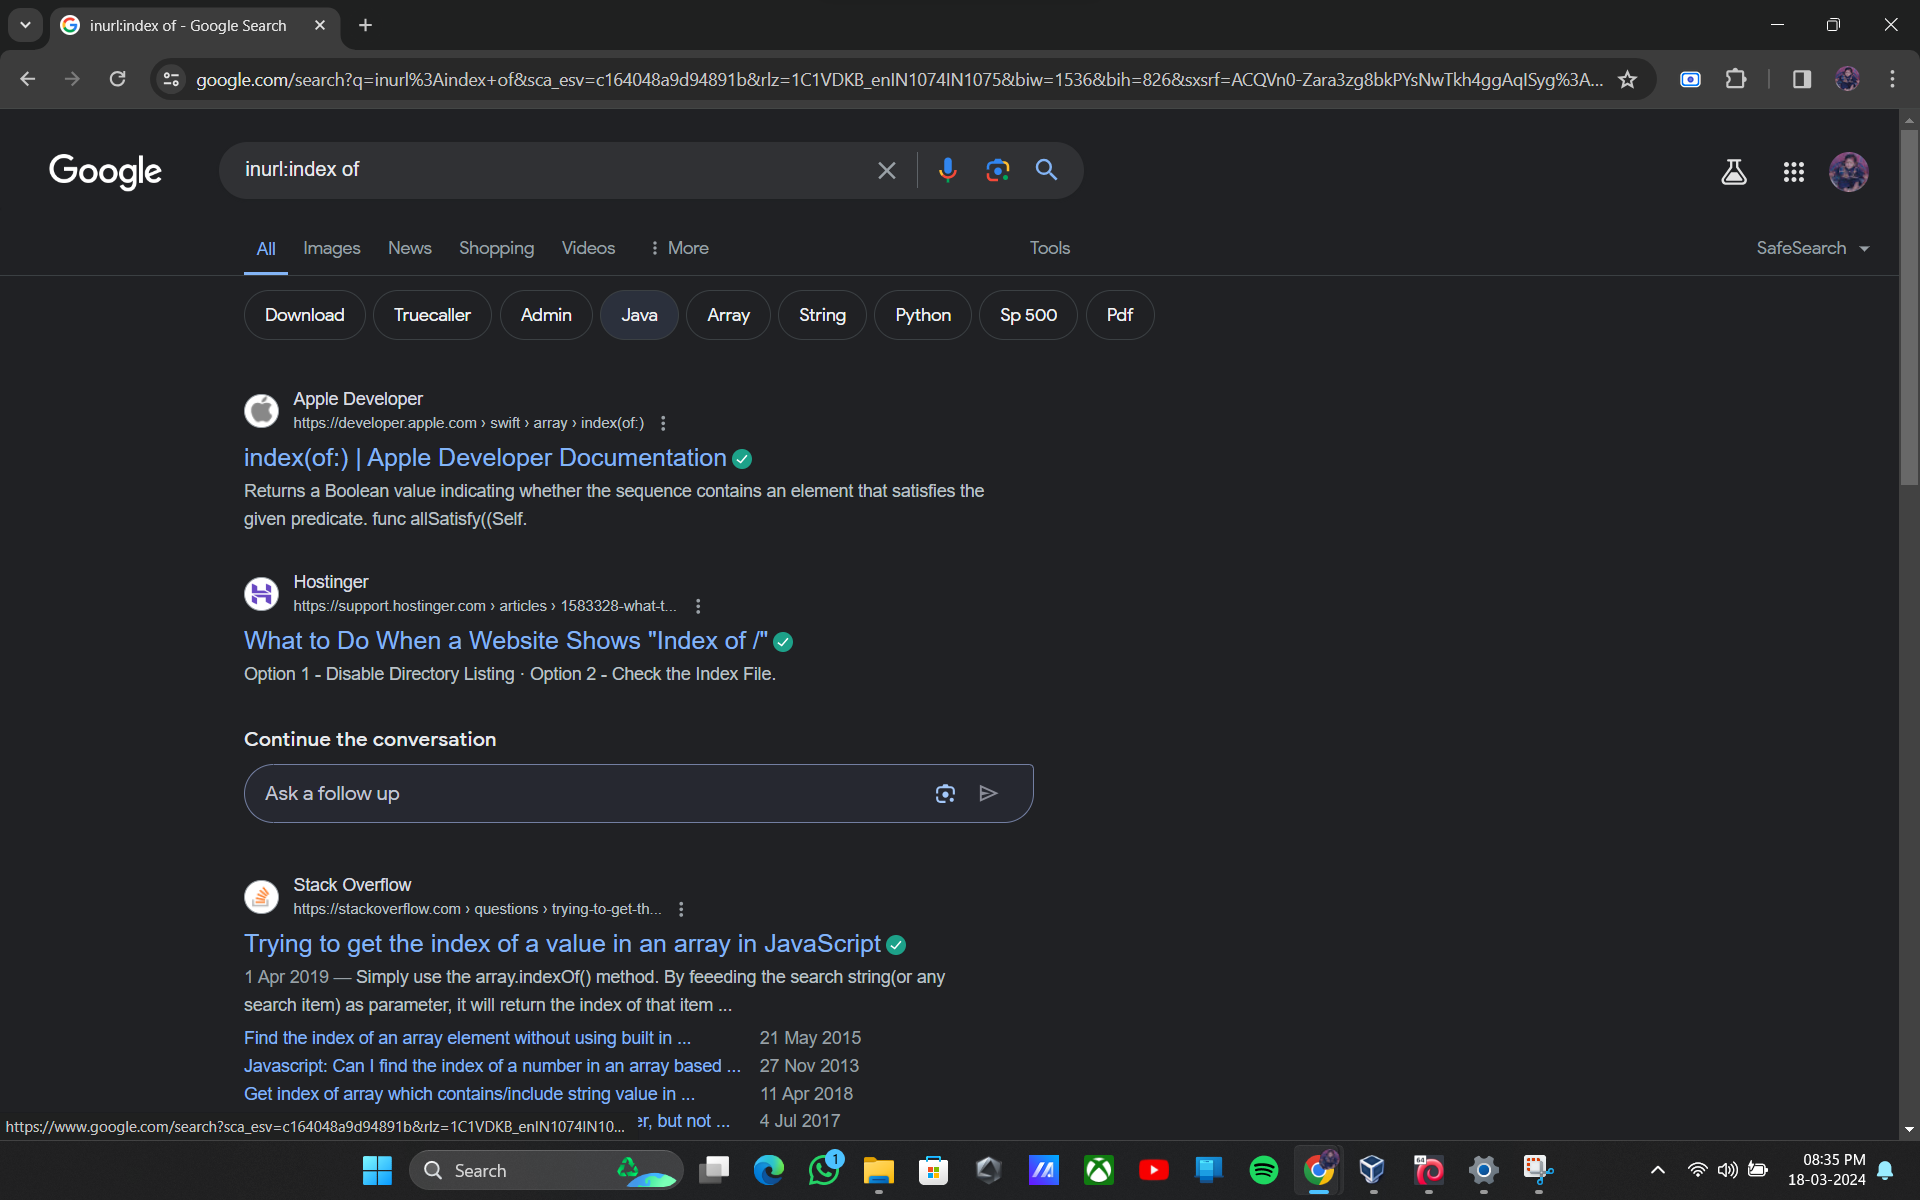 inurl:index of - Google Search
google.com/search?q=inurl%3Aindex+of&sca_esv=c164048a9d94891b&rlz=1C1VDKB_enIN1074IN1075&biw=1536&bih=826&sxsrf=ACQVn0-Zara3zg8bkPYsNwTkh4ggAqISyg%3A...
Google
inurl:index of
All Images News Shopping Videos More Tools SafeSearch
Download Truecaller Admin Java Array String Python Sp 500 Pdf
Apple Developer
https://developer.apple.com › swift › array › index(of:)
index(of:) | Apple Developer Documentation
Returns a Boolean value indicating whether the sequence contains an element that satisfies the
given predicate. func allSatisfy((Self.
Hostinger
https://support.hostinger.com › articles › 1583328-what-t...
What to Do When a Website Shows "Index of /"
Option 1 - Disable Directory Listing · Option 2 - Check the Index File.
Continue the conversation
Ask a follow up
Stack Overflow
https://stackoverflow.com › questions › trying-to-get-th...
Trying to get the index of a value in an array in JavaScript
1 Apr 2019 — Simply use the array.indexOf() method. By feeeding the search string(or any
search item) as parameter, it will return the index of that item ...
Find the index of an array element without using built in ... 21 May 2015
Javascript: Can I find the index of a number in an array based ... 27 Nov 2013
Get index of array which contains/include string value in ... 11 Apr 2018
er, but not ... 4 Jul 2017
https://www.google.com/search?sca_esv=c164048a9d94891b&rlz=1C1VDKB_enIN1074IN10...
Search
1
64
08:35 PM
18-03-2024